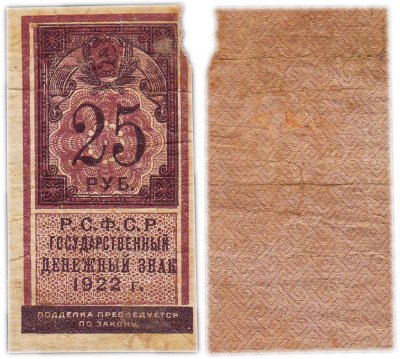 25
РУБ.
Р.С.Ф.С.Р.
ГОСУДАРСТВЕННЫЙ
ДЕНЕЖНЫЙ ЗНАК
1922 г.
ПОДДЕЛКА ПРЕСЛЕДУЕТСЯ
ПО ЗАКОНУ.